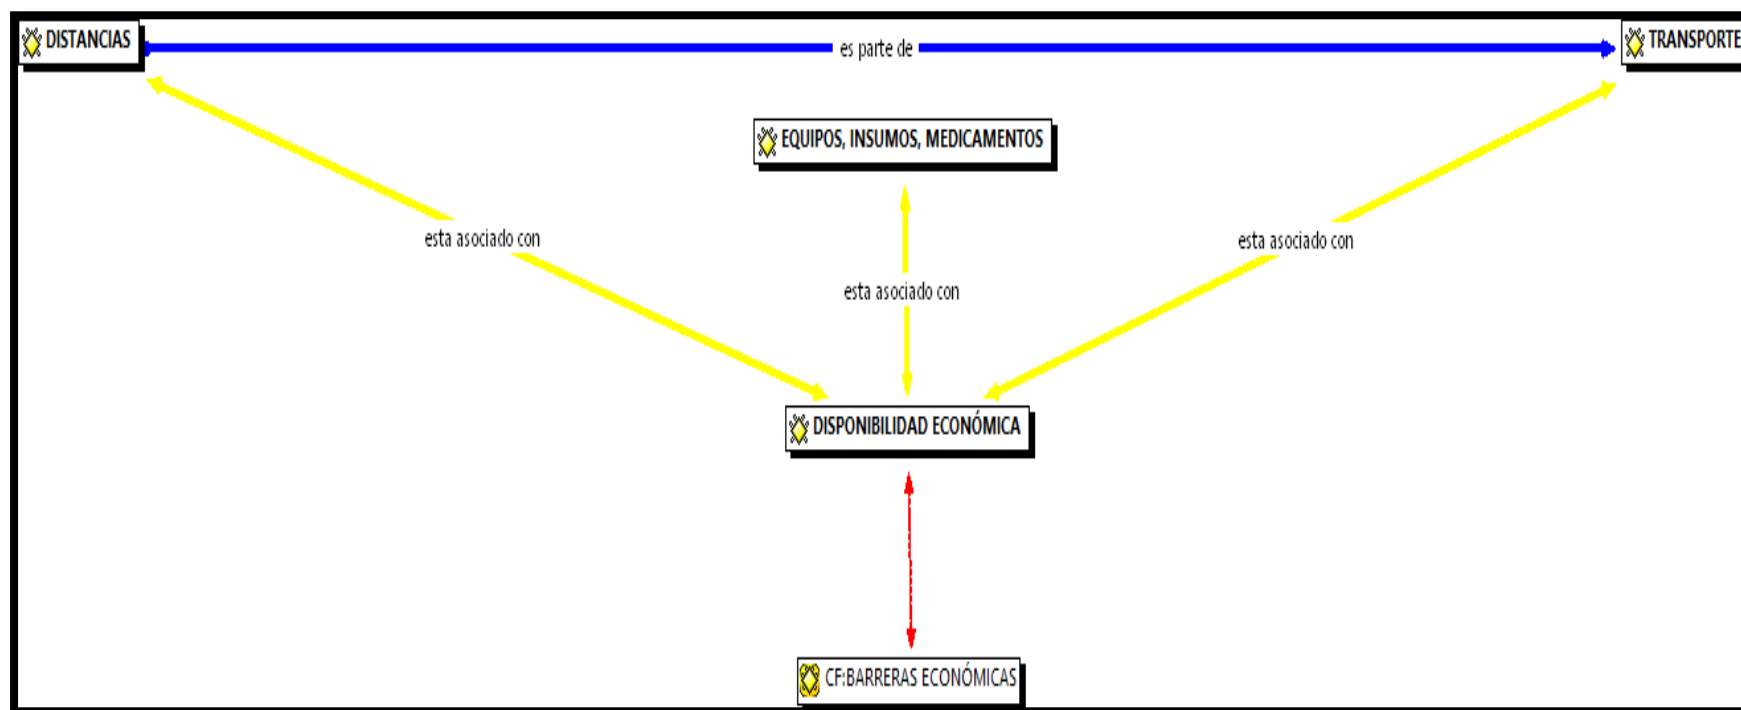 DISTANCIAS
es parte de
TRANSPORTE
EQUIPOS, INSUMOS, MEDICAMENTOS
esta asociado con
esta asociado con
esta asociado con
DISPONIBILIDAD ECONÓMICA
CF:BARRERAS ECONÓMICAS